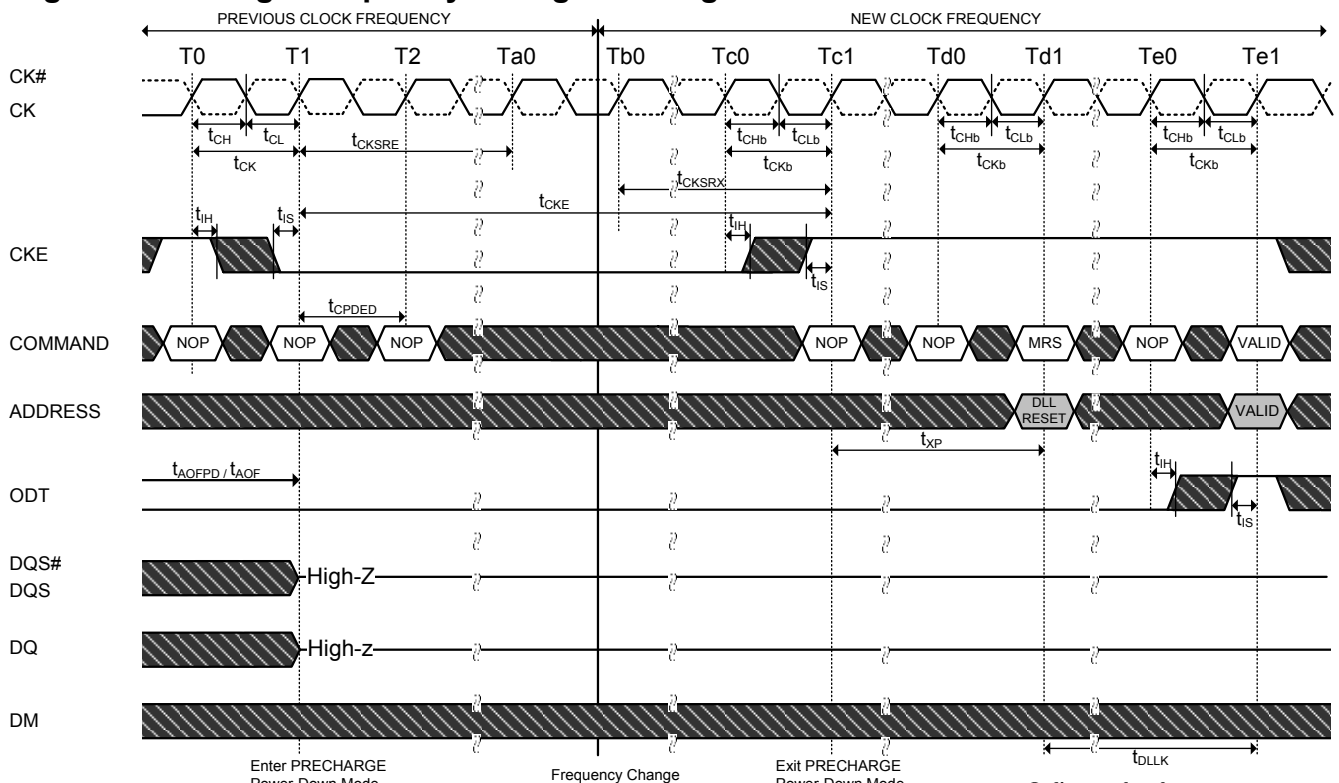 PREVIOUS CLOCK FREQUENCY NEW CLOCK FREQUENCY
T0 T1 T2 Ta0 Tb0 Tc0 Tc1 Td0 Td1 Te0 Te1
CK#
CK
tCH tCL tCHb tCLb tCHb tCLb tCHb tCLb
tCK tCKSRE tCKb tCKb tCKb
tCKSRX
tCKE
tIH tIS tIH
CKE
tIS
tCPDED
COMMAND NOP NOP NOP NOP NOP MRS NOP VALID
ADDRESS DLL RESET VALID
tXP
tAOFPD / tAOF tIH
ODT
tIS
DQS#
DQS High-Z
DQ High-z
DM
tDLLK
Enter PRECHARGE Frequency Change Exit PRECHARGE